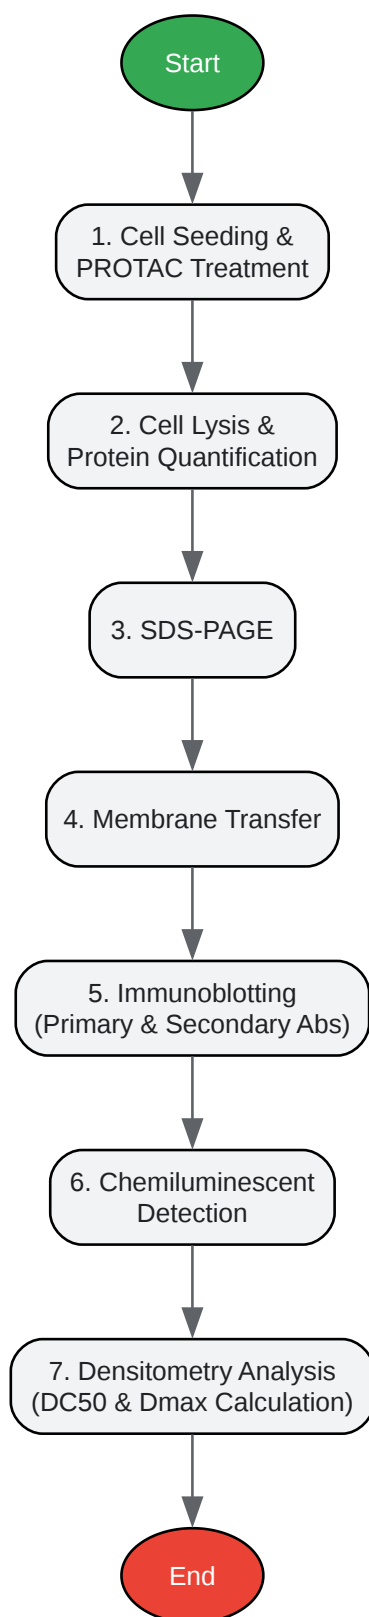 Start
1. Cell Seeding &
PROTAC Treatment
2. Cell Lysis &
Protein Quantification
3. SDS-PAGE
4. Membrane Transfer
5. Immunoblotting
(Primary & Secondary Abs)
6. Chemiluminescent
Detection
7. Densitometry Analysis
(DC50 & Dmax Calculation)
End